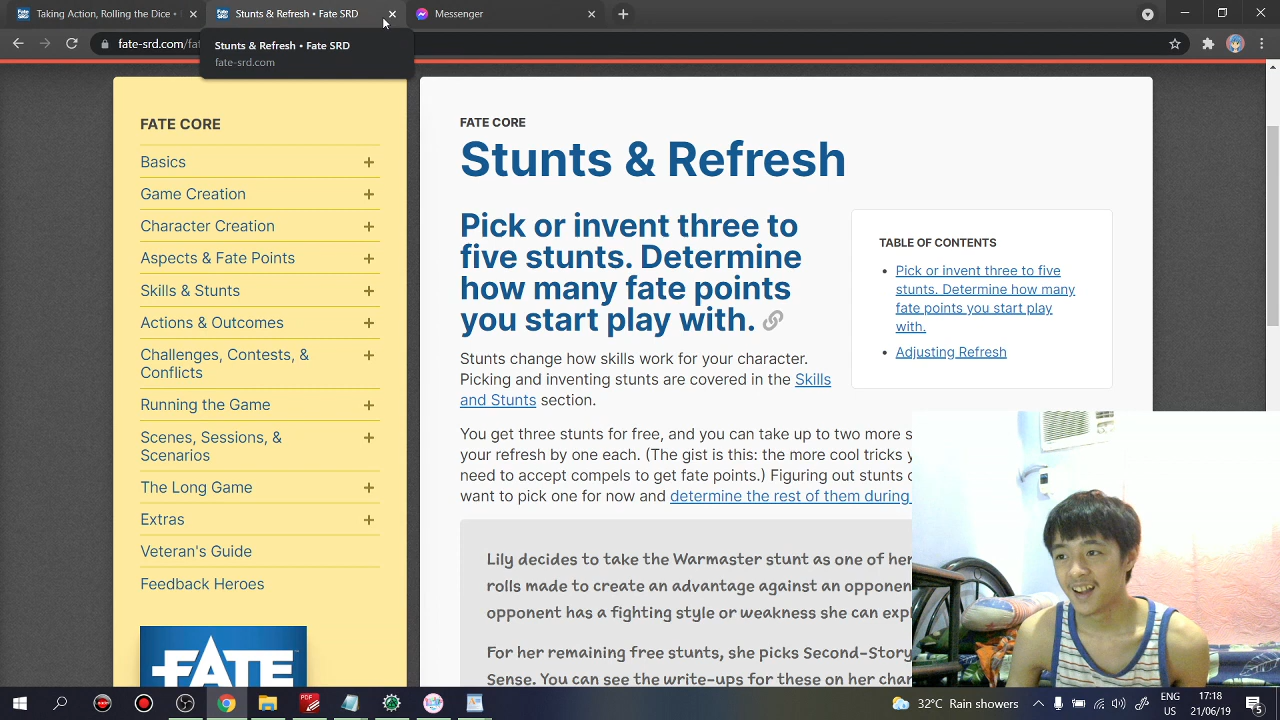 Taking Action, Rolling the Dice •
Stunts & Refresh • Fate SRD
Messenger
fate-srd.com/fat
Stunts & Refresh • Fate SRD
fate-srd.com
FATE CORE
Basics
Game Creation
Character Creation
Aspects & Fate Points
Skills & Stunts
Actions & Outcomes
Challenges, Contests, &
Conflicts
Running the Game
Scenes, Sessions, &
Scenarios
The Long Game
Extras
Veteran's Guide
Feedback Heroes
FATE
FATE CORE
Stunts & Refresh
Pick or invent three to
five stunts. Determine
how many fate points
you start play with.
Stunts change how skills work for your character.
Picking and inventing stunts are covered in the Skills
and Stunts section.
You get three stunts for free, and you can take up to two more s
your refresh by one each. (The gist is this: the more cool tricks y
need to accept compels to get fate points.) Figuring out stunts c
want to pick one for now and determine the rest of them during
Lily decides to take the Warmaster stunt as one of her
rolls made to create an advantage against an opponen
opponent has a fighting style or weakness she can exp
For her remaining free stunts, she picks Second-Story
Sense. You can see the write-ups for these on her char
TABLE OF CONTENTS
Pick or invent three to five
stunts. Determine how many
fate points you start play
with.
Adjusting Refresh
PDF
32°C Rain showers
ENG
US
17:18
21/06/19
5